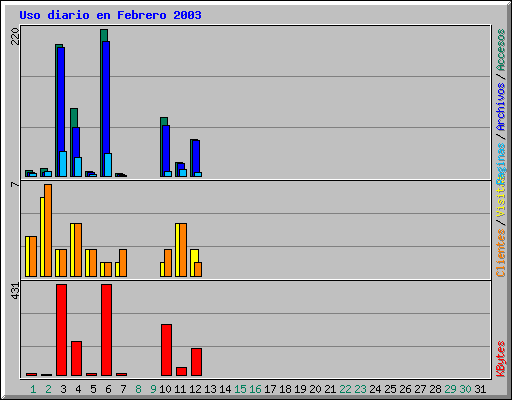 Uso diario en Febrero 2003
220
7
431
Accesos / Archivos / Paginas
Visitas / Clientes
KBytes
1 2 3 4 5 6 7 8 9 10 11 12 13 14 15 16 17 18 19 20 21 22 23 24 25 26 27 28 29 30 31